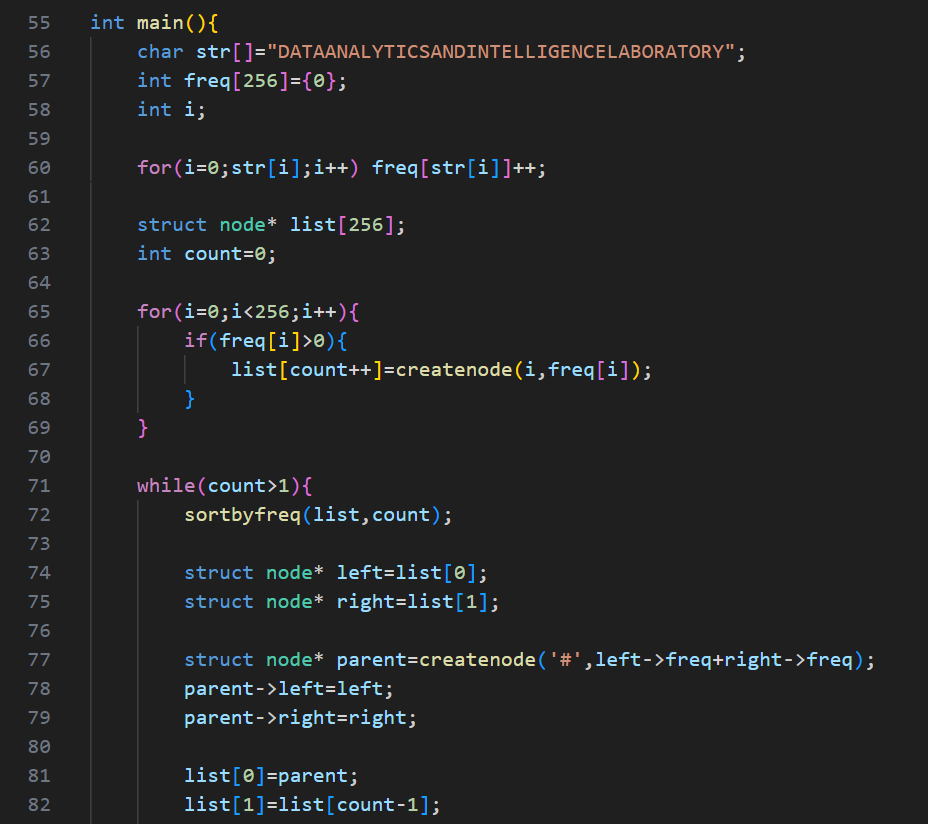 55 int main(){
56     char str[]="DATAANALYTICSANDINTELLIGENCELABORATORY";
57     int freq[256]={0};
58     int i;
59
60     for(i=0;str[i];i++) freq[str[i]]++;
61
62     struct node* list[256];
63     int count=0;
64
65     for(i=0;i<256;i++){
66         if(freq[i]>0){
67             list[count++]=createnode(i,freq[i]);
68         }
69     }
70
71     while(count>1){
72         sortbyfreq(list,count);
73
74         struct node* left=list[0];
75         struct node* right=list[1];
76
77         struct node* parent=createnode('#',left->freq+right->freq);
78         parent->left=left;
79         parent->right=right;
80
81         list[0]=parent;
82         list[1]=list[count-1];